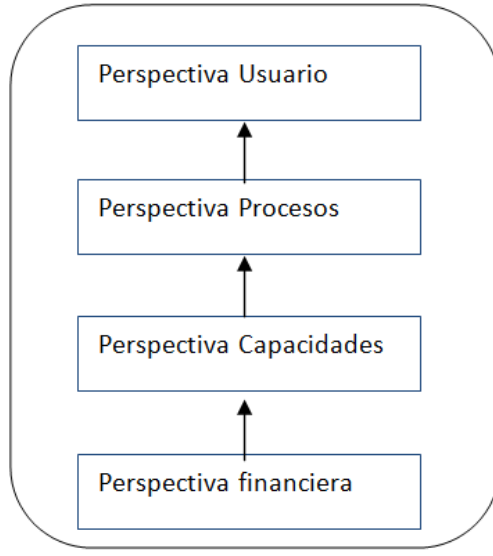 Perspectiva Usuario
Perspectiva Procesos
Perspectiva Capacidades
Perspectiva financiera